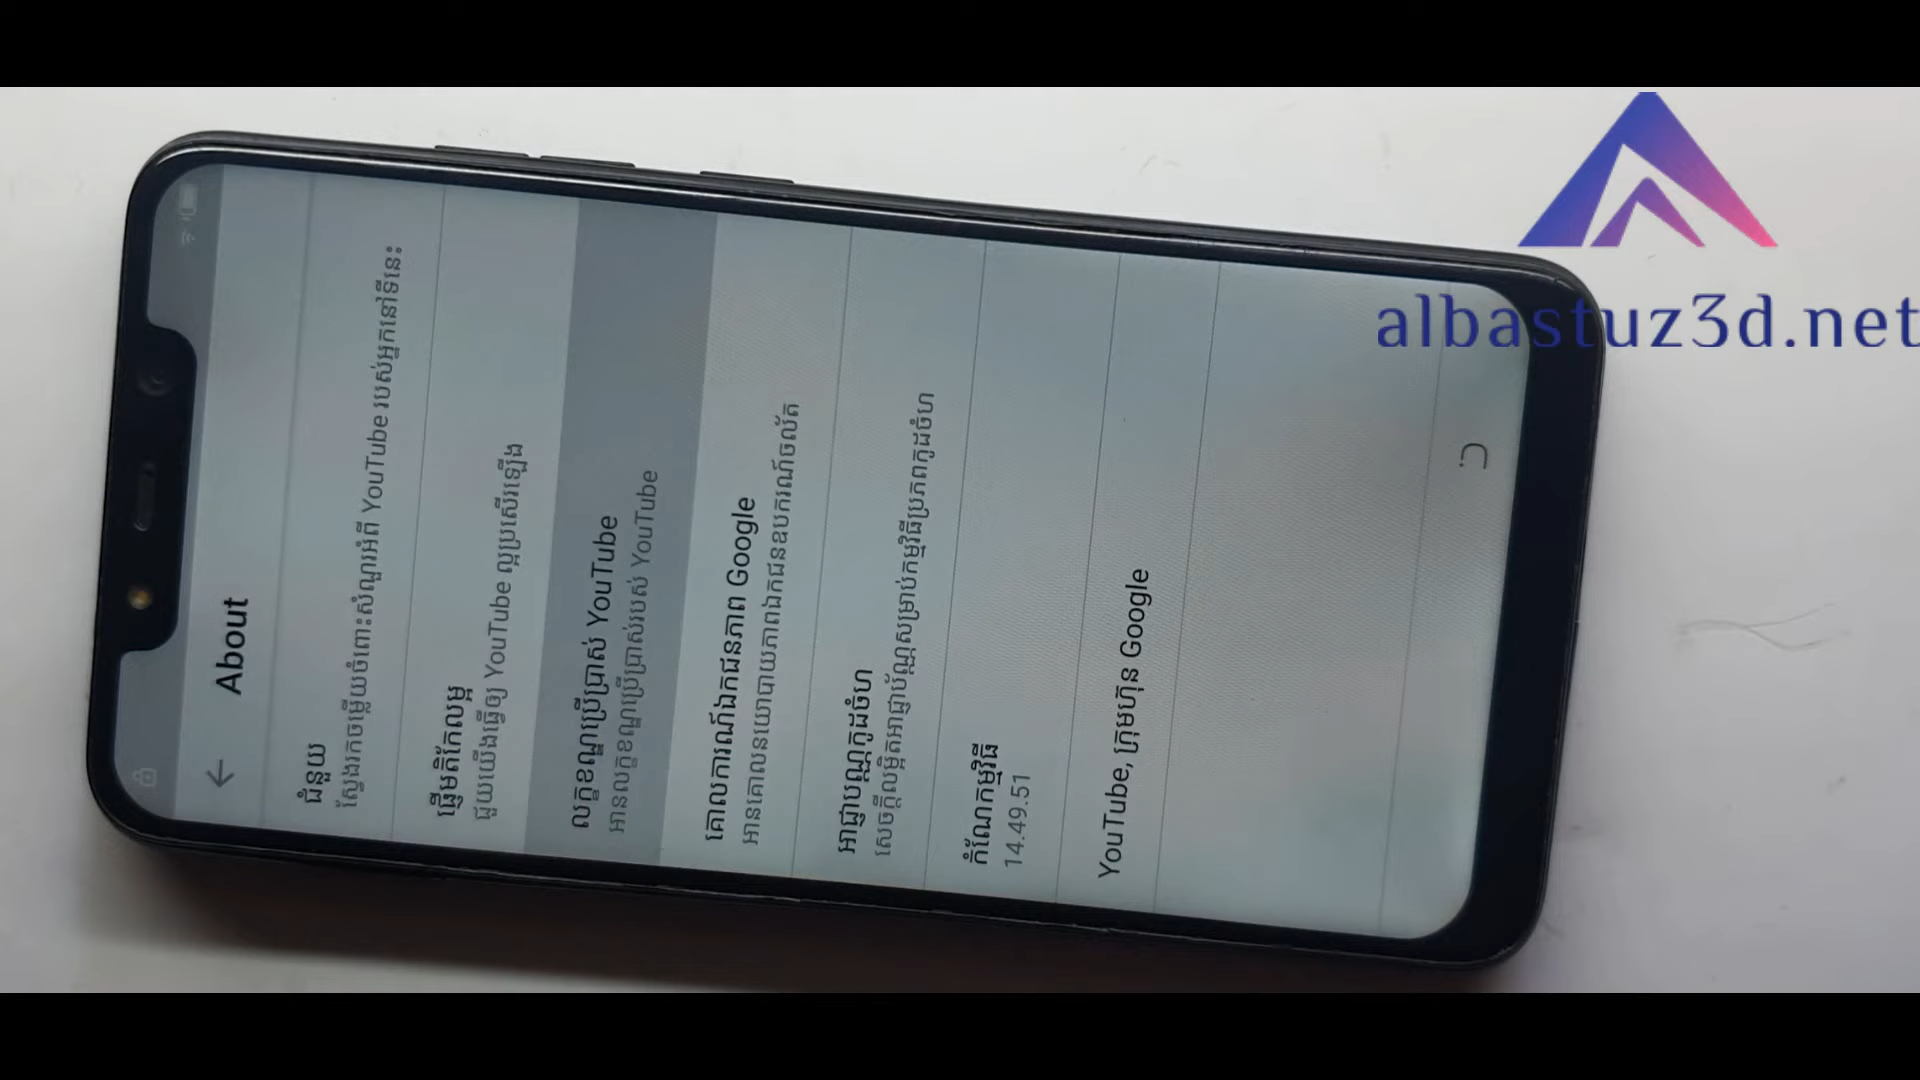 About
ជំនួយ
ស្វែងរកចម្លើយចំពោះសំណួរអំពី YouTube របស់អ្នកនៅទីនេះ
ផ្ញើមតិកែលម្អ
ជួយយើងធ្វើឲ្យ YouTube ល្អប្រសើរឡើង
លក្ខខណ្ឌប្រើប្រាស់ YouTube
អានលក្ខខណ្ឌប្រើប្រាស់របស់ YouTube
គោលការណ៍ឯកជនភាព Google
អានគោលនយោបាយភាពឯកជនឧបករណ៍ចល័ត
អាជ្ញាបណ្ណកូដចំហ
សេចក្ដីលម្អិតអាជ្ញាប័ណ្ណសម្រាប់កម្មវិធីប្រភពកូដចំហ
កំណែកម្មវិធី
14.49.51
YouTube, ក្រុមហ៊ុន Google
albastuz3d.net